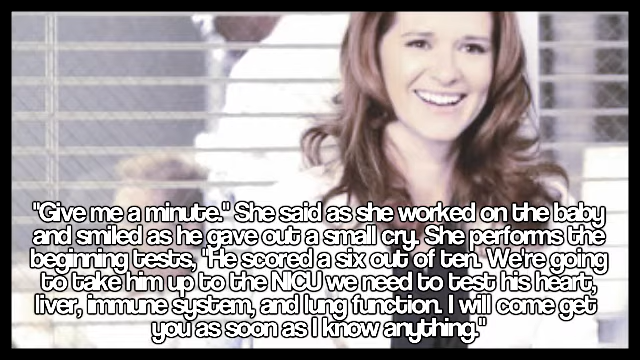 "Give me a minute." She said as she worked on the baby
and smiled as he gave out a small cry. She performs the
beginning tests, "He scored a six out of ten. We're going
to take him up to the NICU we need to test his heart,
liver, immune system, and lung function. I will come get
you as soon as I know anything."